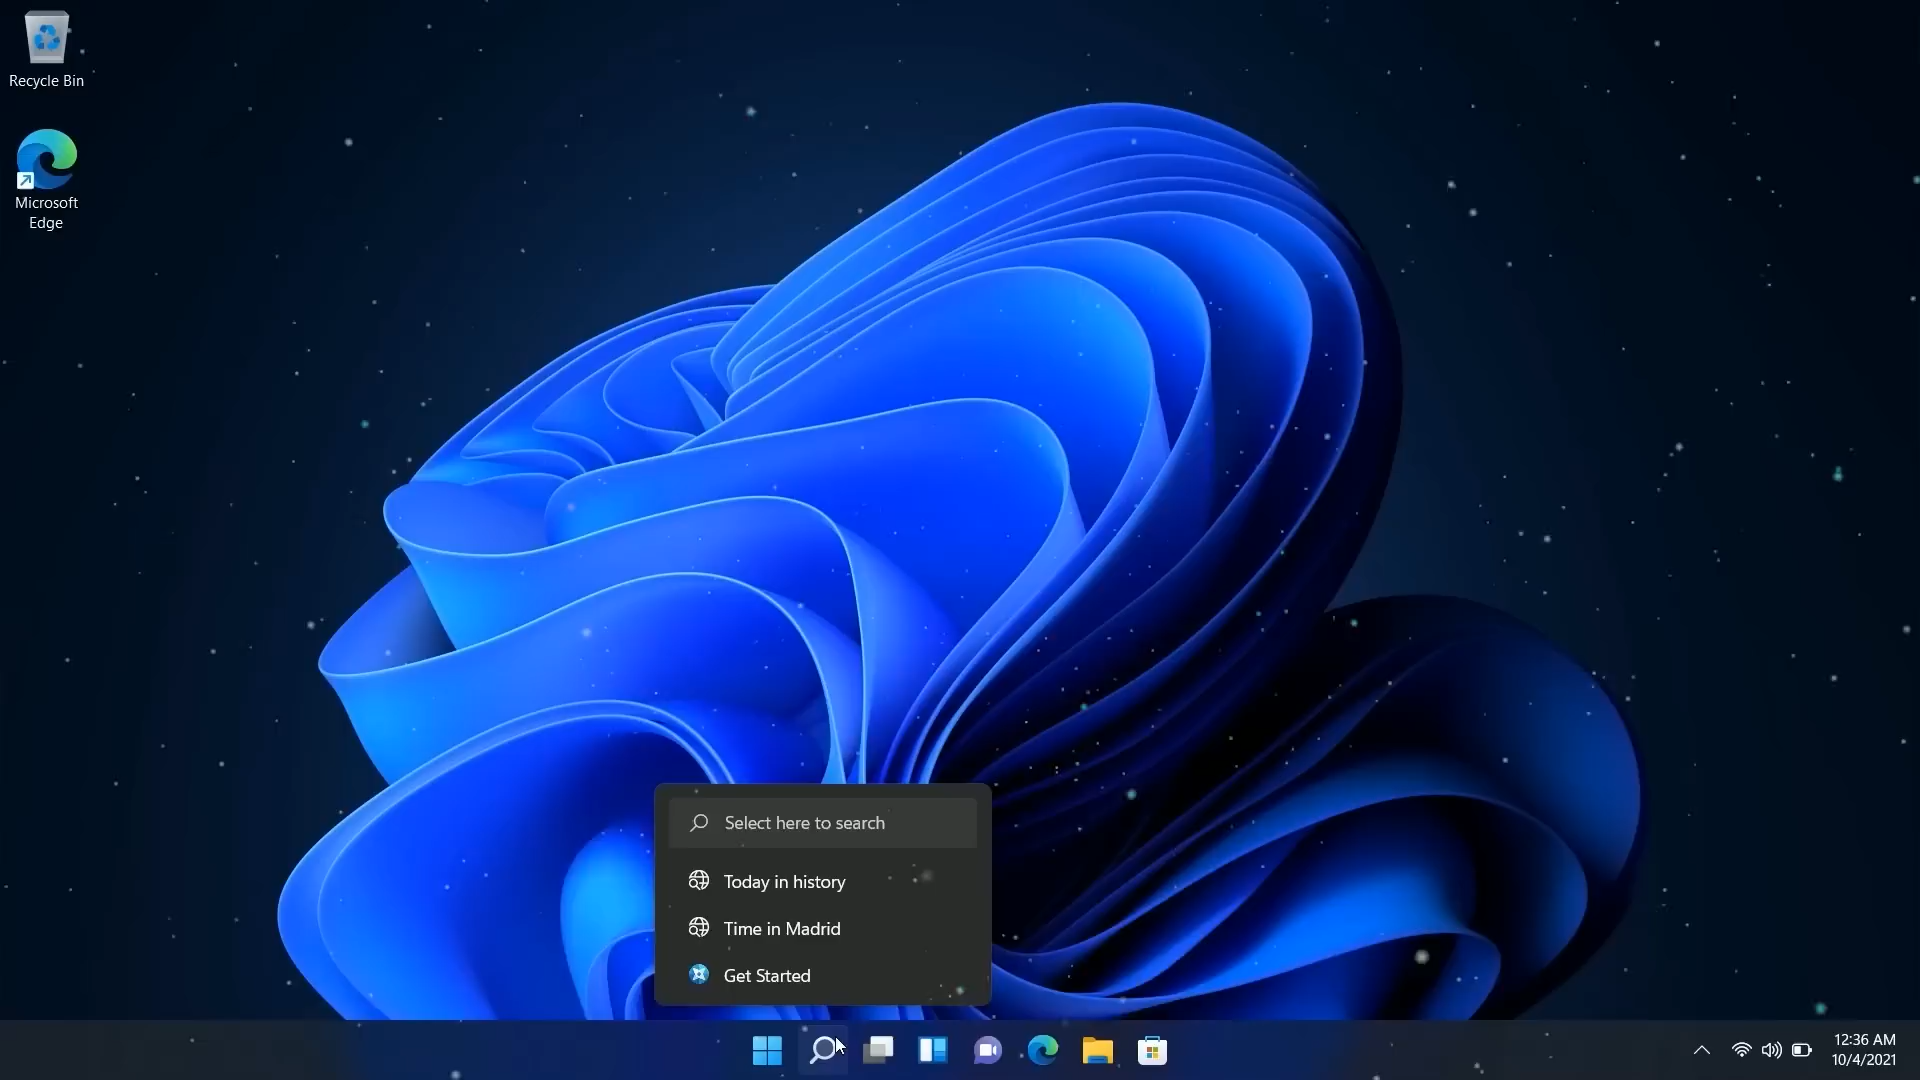 Recycle Bin
Microsoft
Edge
Select here to search
Today in history
Time in Madrid
Get Started
12:36 AM
10/4/2021